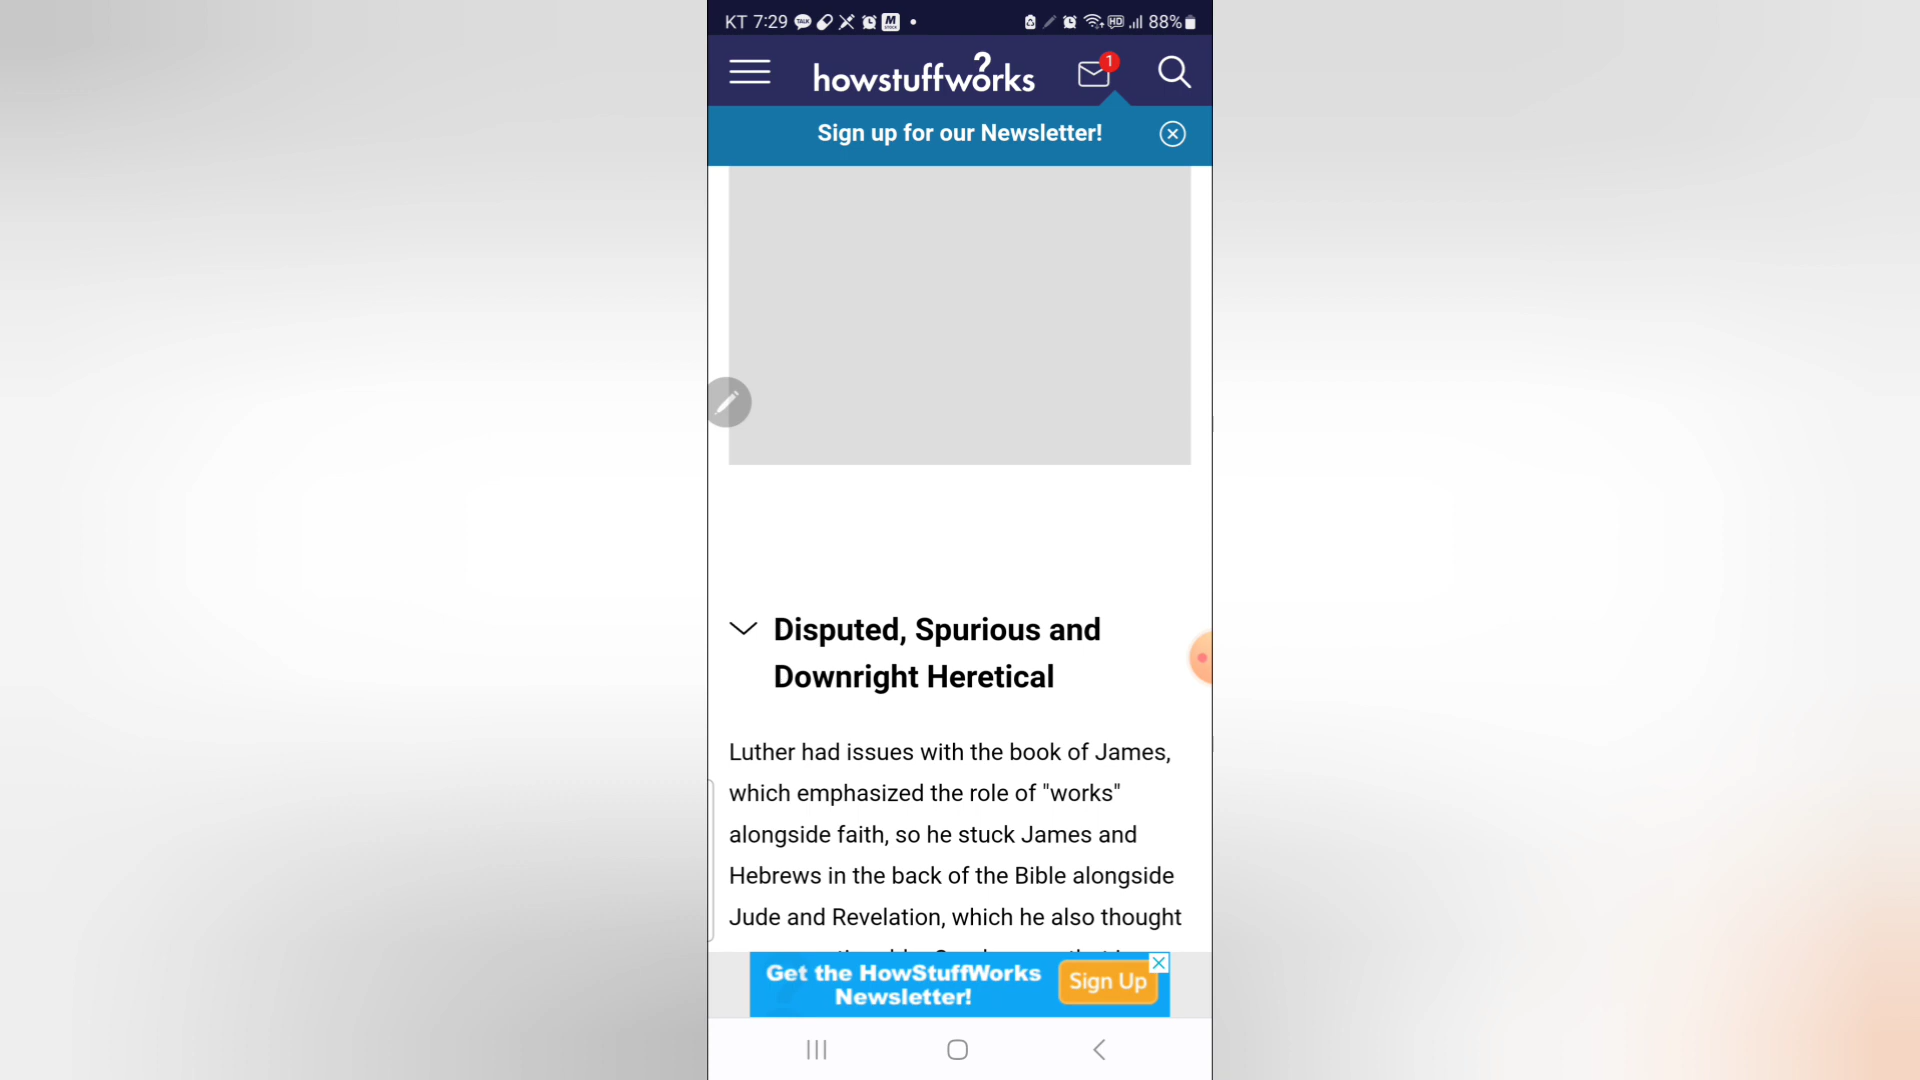 KT 7:29
88%
howstuffworks
1
Sign up for our Newsletter!
Disputed, Spurious and
Downright Heretical
Luther had issues with the book of James,
which emphasized the role of "works"
alongside faith, so he stuck James and
Hebrews in the back of the Bible alongside
Jude and Revelation, which he also thought
Get the HowStuffWorks
Newsletter!
Sign Up